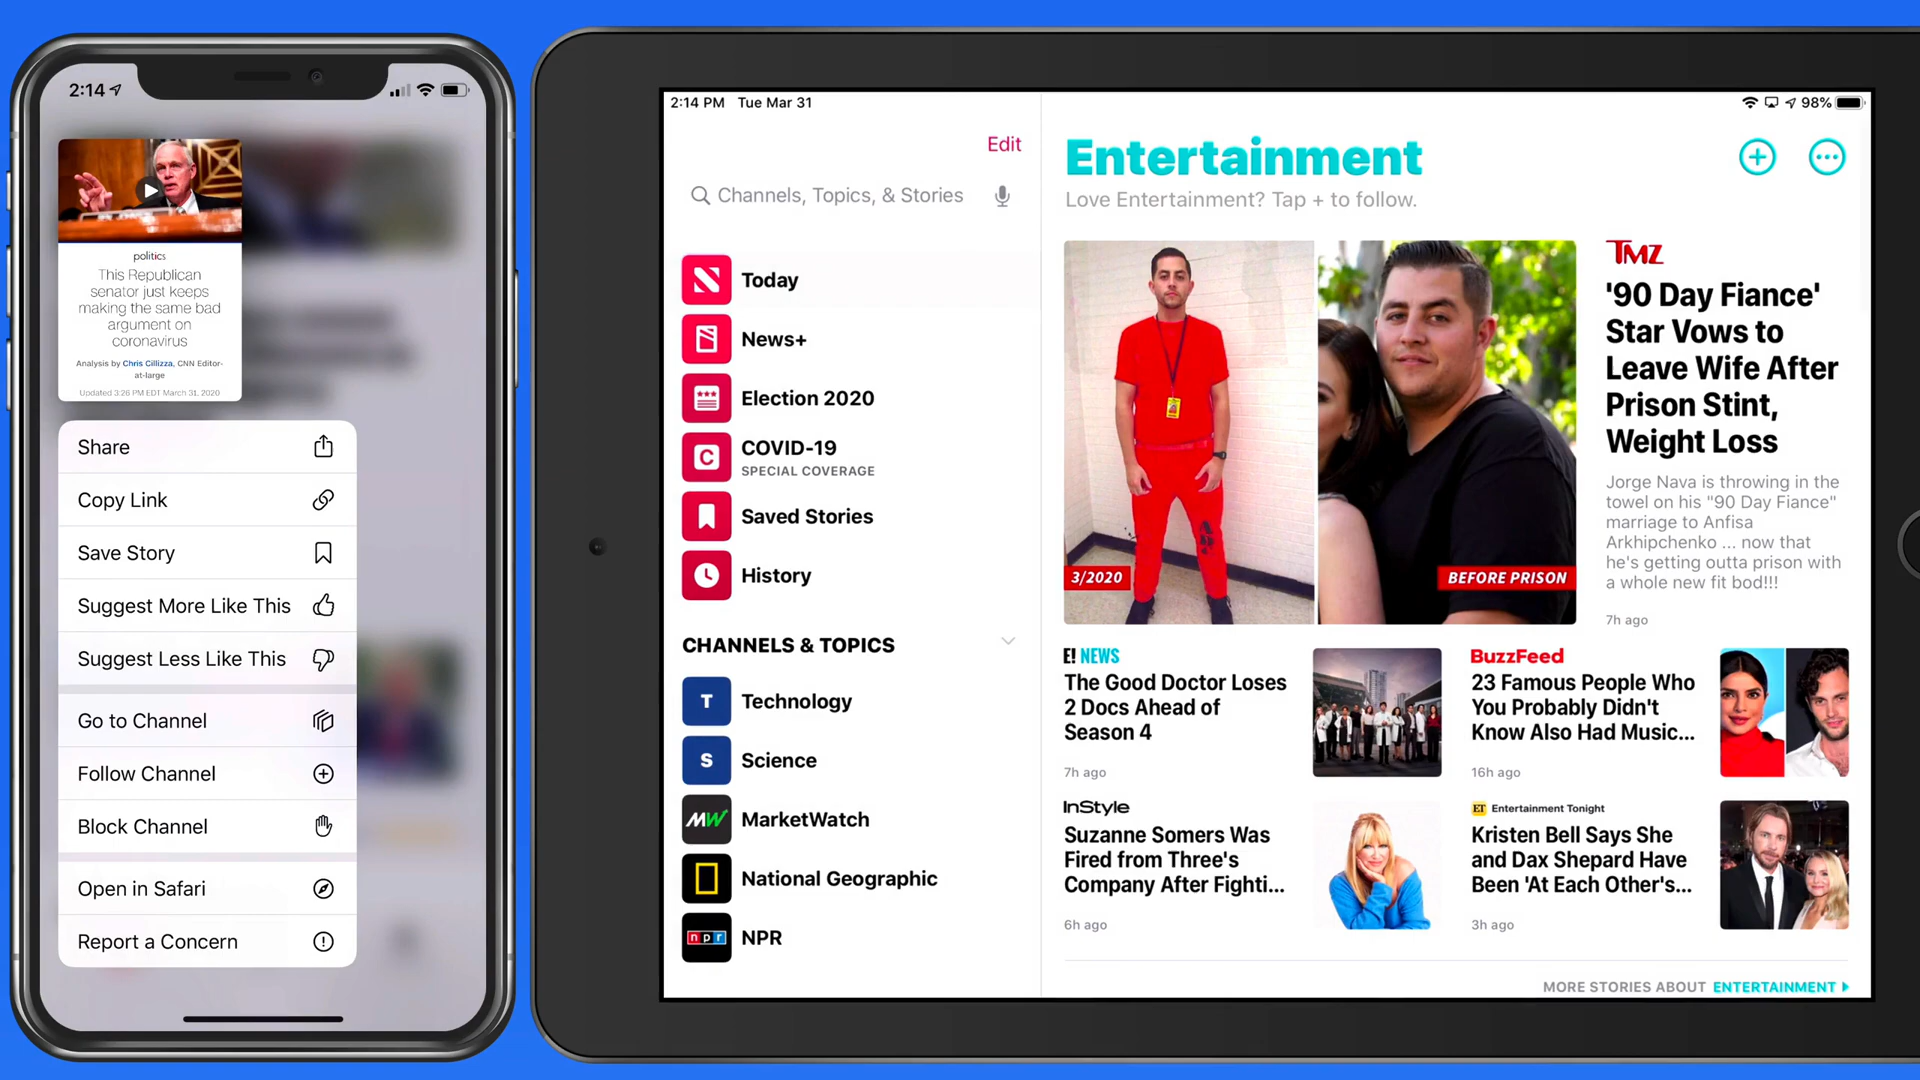 2:14
politics
This Republican
senator just keeps
making the same bad
argument on
coronavirus
Analysis by Chris Cillizza, CNN Editor-
at-large
Updated 3:26 PM EDT March 31, 2020
Share
Copy Link
Save Story
Suggest More Like This
Suggest Less Like This
Go to Channel
Follow Channel
Block Channel
Open in Safari
Report a Concern
2:14 PM Tue Mar 31
98%
Edit
Channels, Topics, & Stories
Today
News+
Election 2020
C
COVID-19
SPECIAL COVERAGE
Saved Stories
History
CHANNELS & TOPICS
T Technology
S Science
MW MarketWatch
National Geographic
npr NPR
Entertainment
Love Entertainment? Tap + to follow.
3/2020
BEFORE PRISON
TMZ
'90 Day Fiance'
Star Vows to
Leave Wife After
Prison Stint,
Weight Loss
Jorge Nava is throwing in the
towel on his "90 Day Fiance"
marriage to Anfisa
Arkhipchenko ... now that
he's getting outta prison with
a whole new fit bod!!!
7h ago
E! NEWS
The Good Doctor Loses
2 Docs Ahead of
Season 4
7h ago
BuzzFeed
23 Famous People Who
You Probably Didn't
Know Also Had Music...
16h ago
InStyle
Suzanne Somers Was
Fired from Three's
Company After Fighti...
6h ago
ET Entertainment Tonight
Kristen Bell Says She
and Dax Shepard Have
Been 'At Each Other's...
3h ago
MORE STORIES ABOUT ENTERTAINMENT